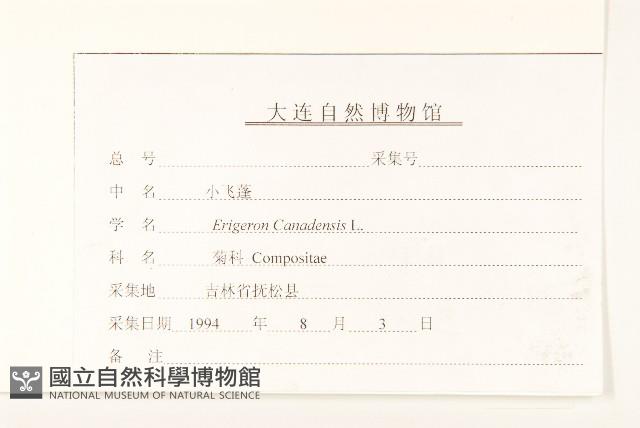 大连自然博物馆
总 号 采集号
中 名 小飞蓬
学 名 Erigeron Canadensis L.
科 名 菊科 Compositae
采集地 吉林省抚松县
采集日期 1994 年 8 月 3 日
备 注
國立自然科學博物館
NATIONAL MUSEUM OF NATURAL SCIENCE